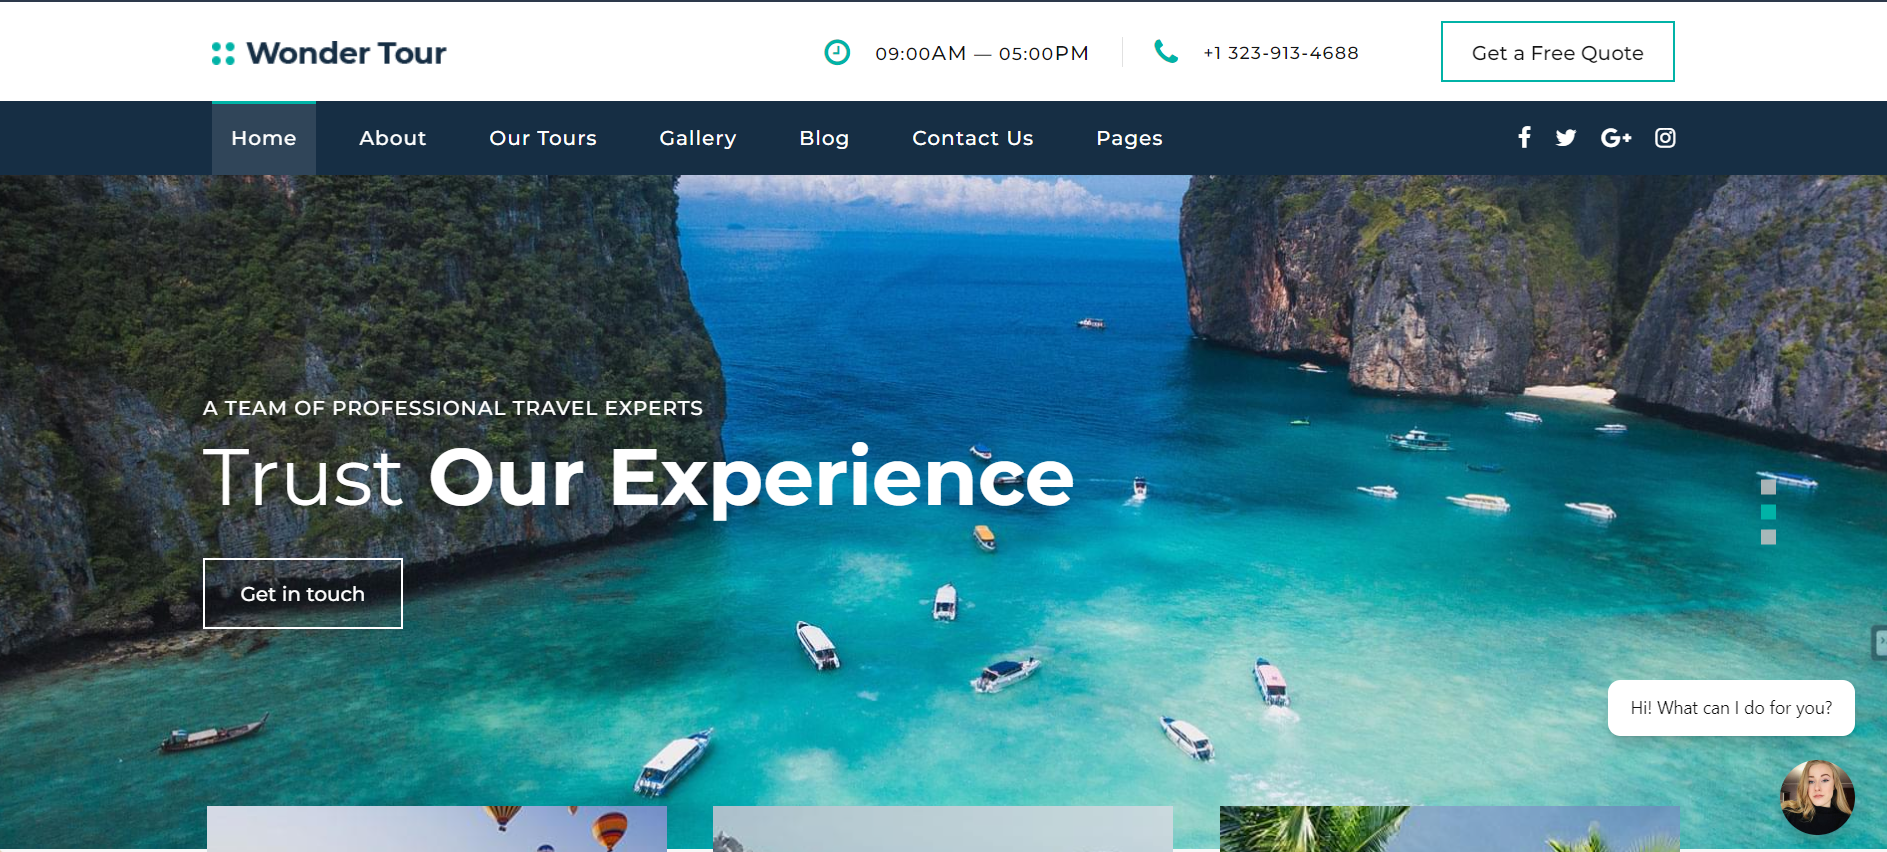 Wonder Tour
09:00AM — 05:00PM
+1 323-913-4688
Get a Free Quote
Home
About
Our Tours
Gallery
Blog
Contact Us
Pages
A TEAM OF PROFESSIONAL TRAVEL EXPERTS
Trust Our Experience
Get in touch
Hi! What can I do for you?